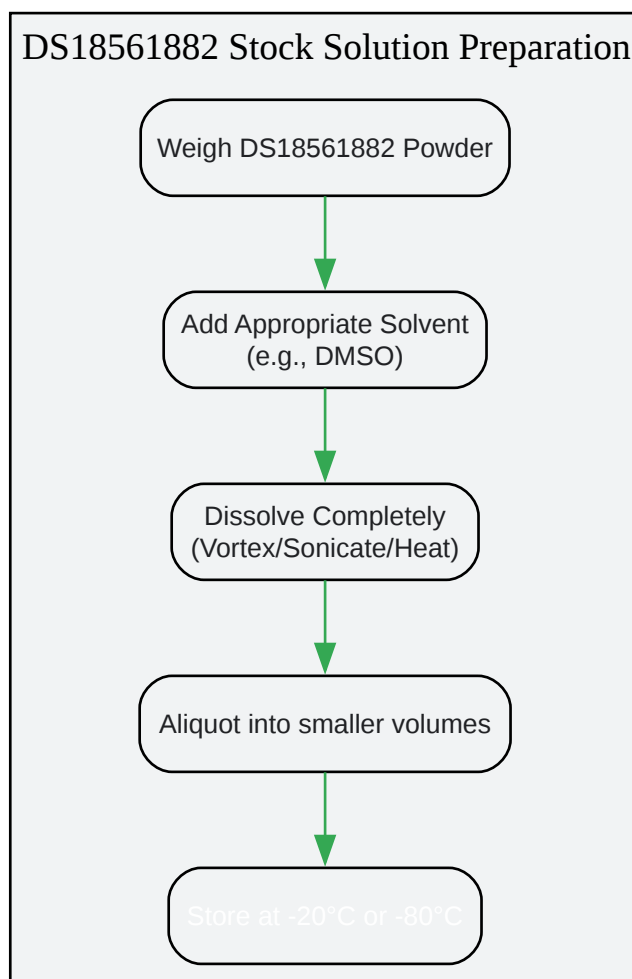 DS18561882 Stock Solution Preparation
Weigh DS18561882 Powder
Add Appropriate Solvent
(e.g., DMSO)
Dissolve Completely
(Vortex/Sonicate/Heat)
Aliquot into smaller volumes
Store at -20°C or -80°C